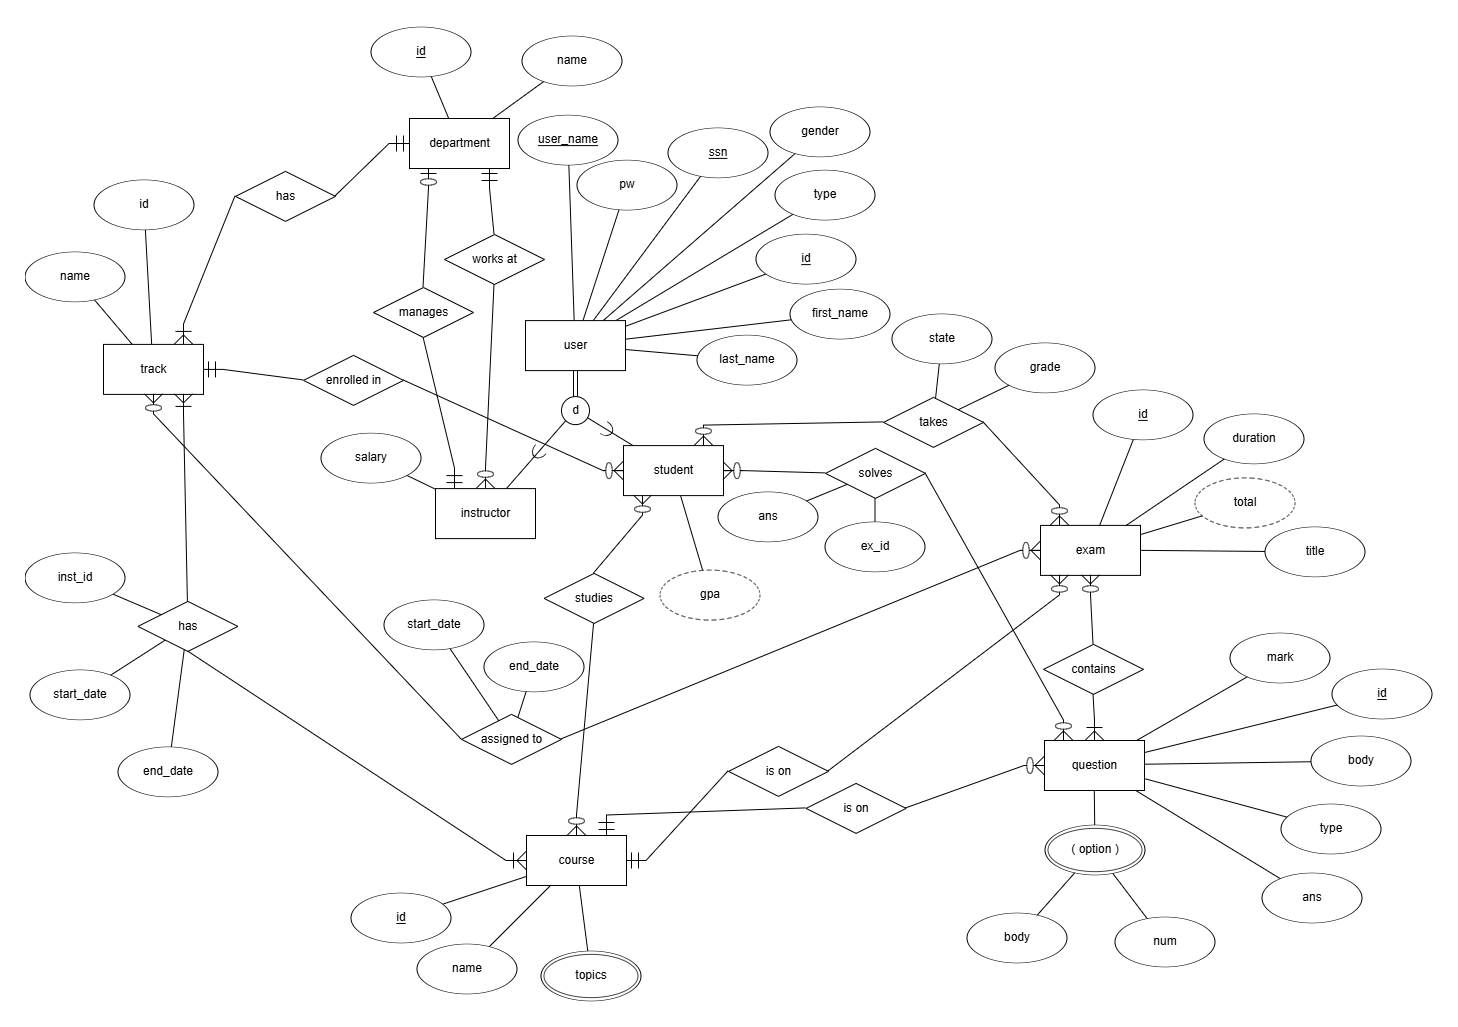 id
name
department
user_name
gender
ssn
pw
type
has
id
works at
id
name
manages
first_name
user
last_name
state
track
enrolled in
grade
d
takes
id
duration
salary
student
solves
total
instructor
ans
ex_id
exam
title
inst_id
studies
gpa
has
start_date
contains
mark
start_date
end_date
id
assigned to
end_date
is on
question
body
is on
type
( option )
course
ans
id
body
num
name
topics